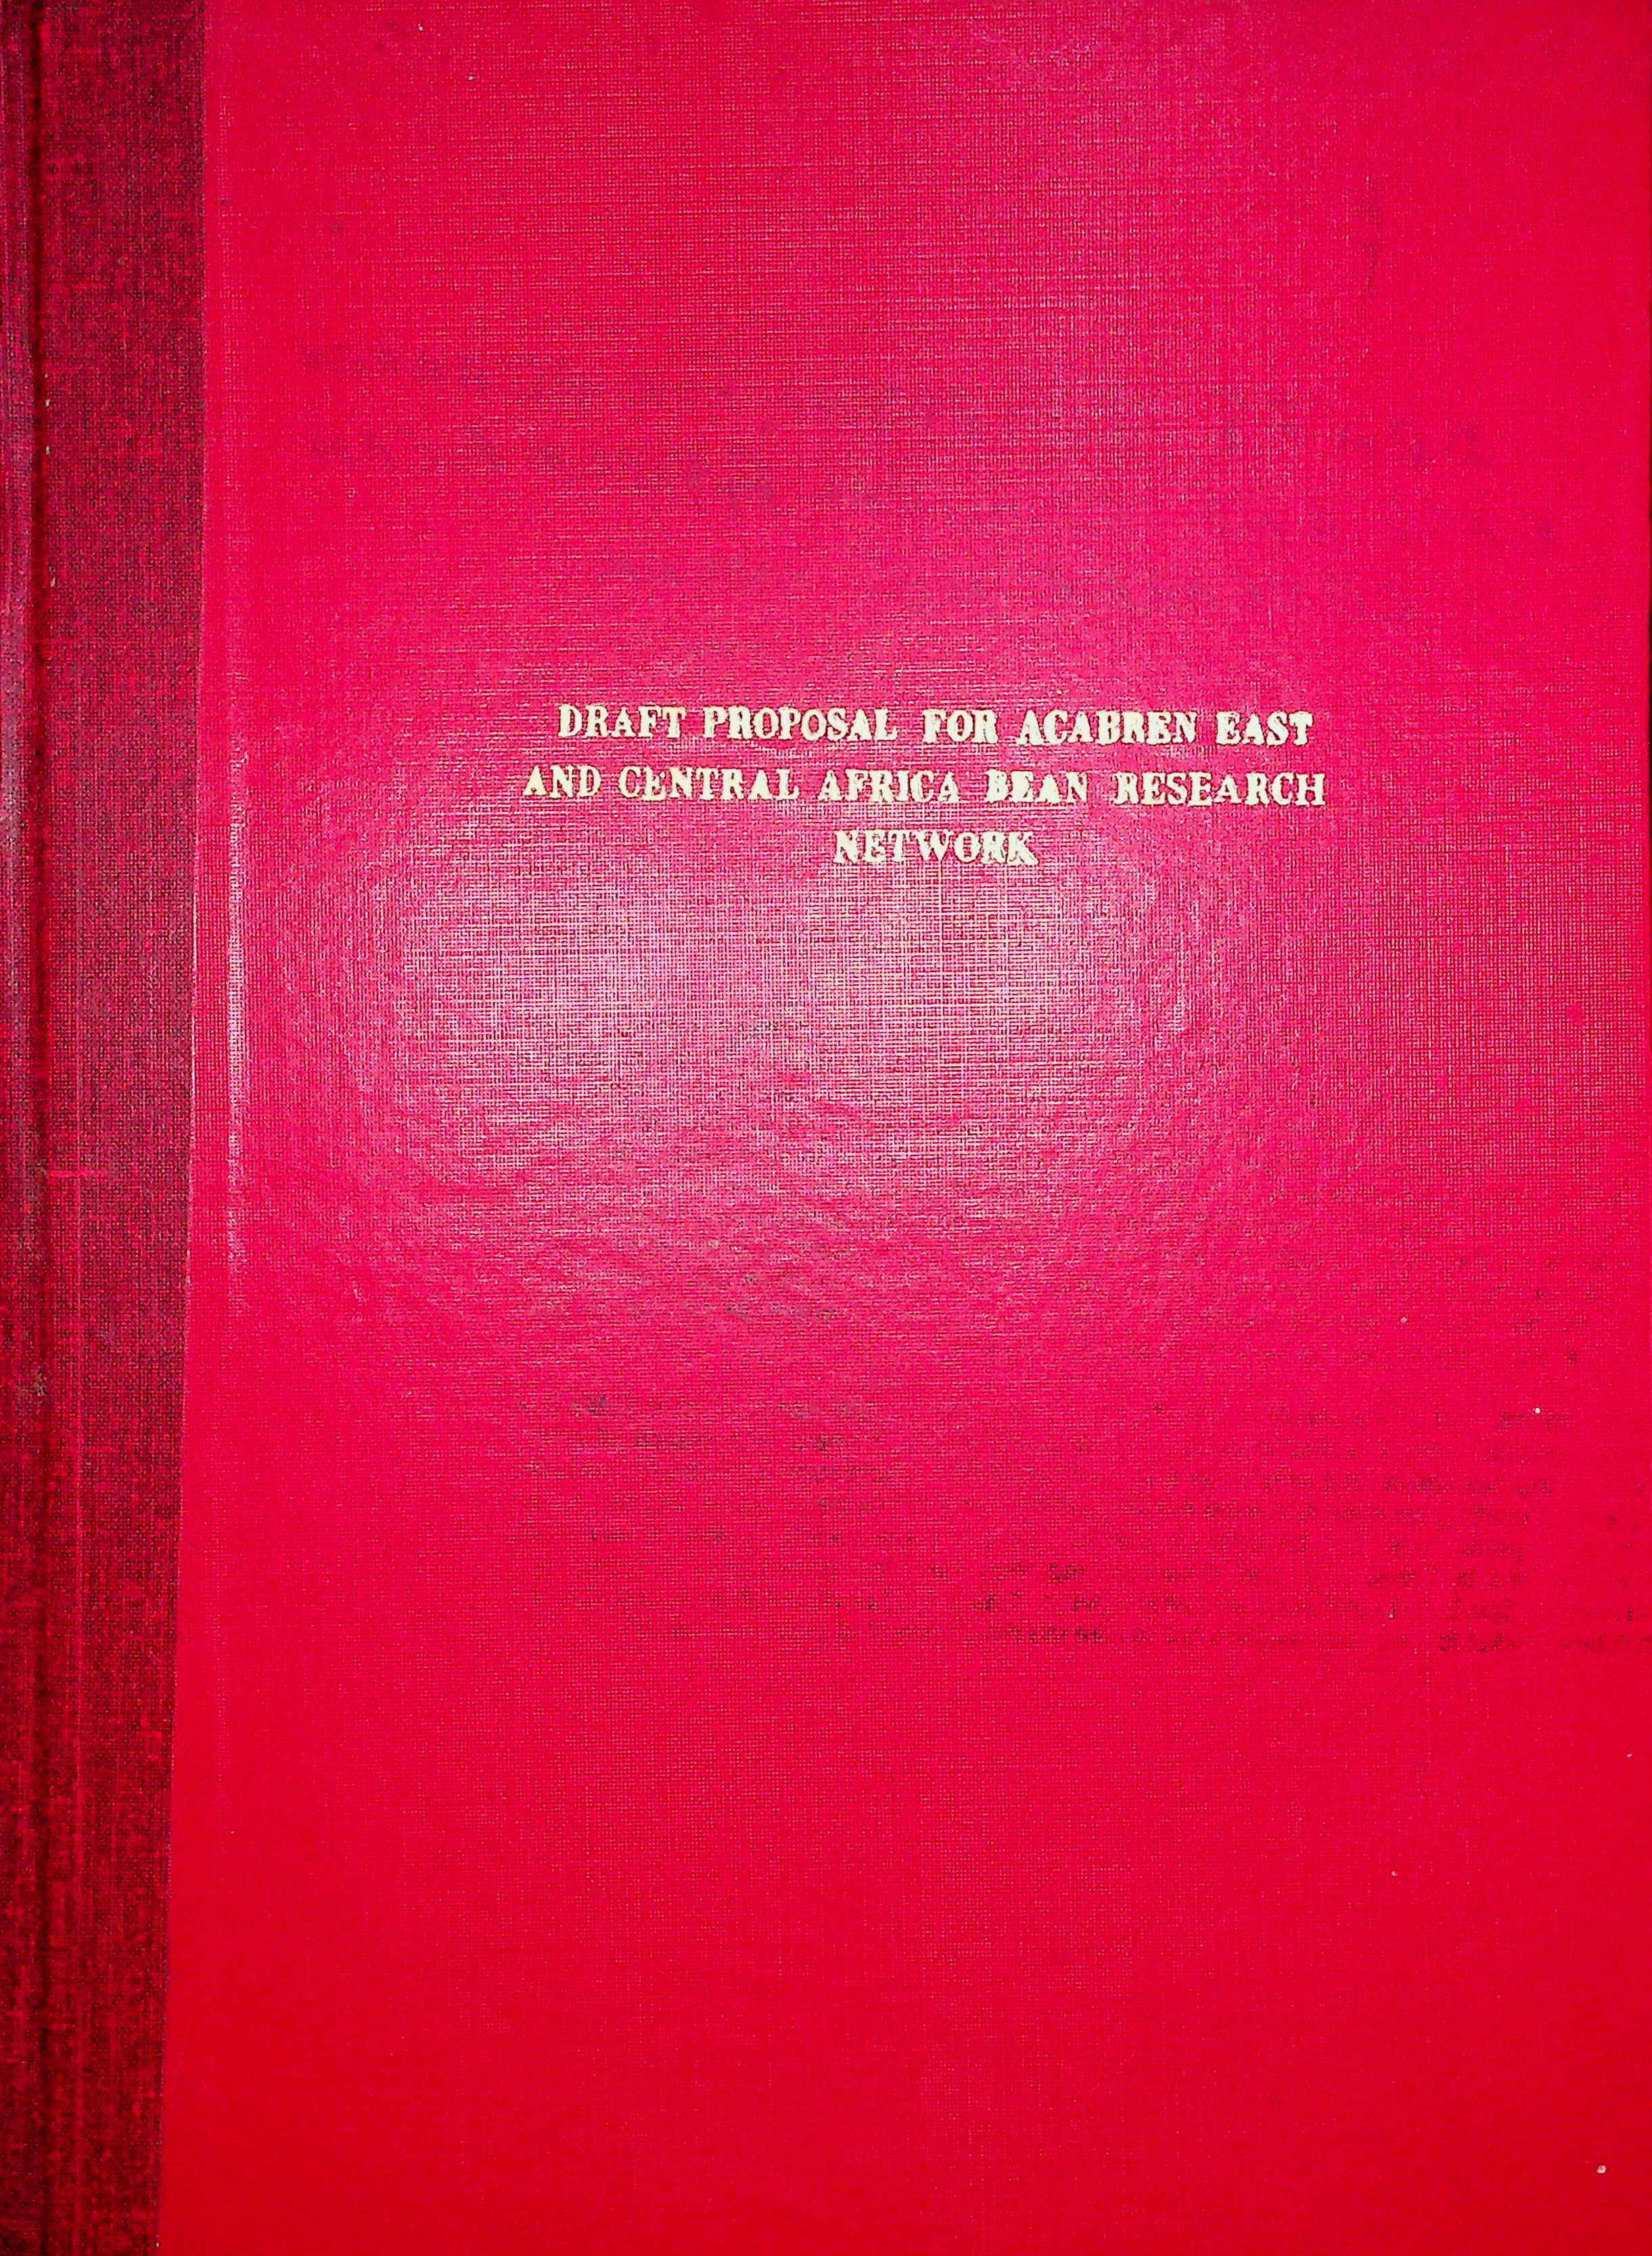 DRAFT PROPOSAL FOR ACABREN EAST
AND CENTRAL AFRICA BEAN RESEARCH
NETWORK